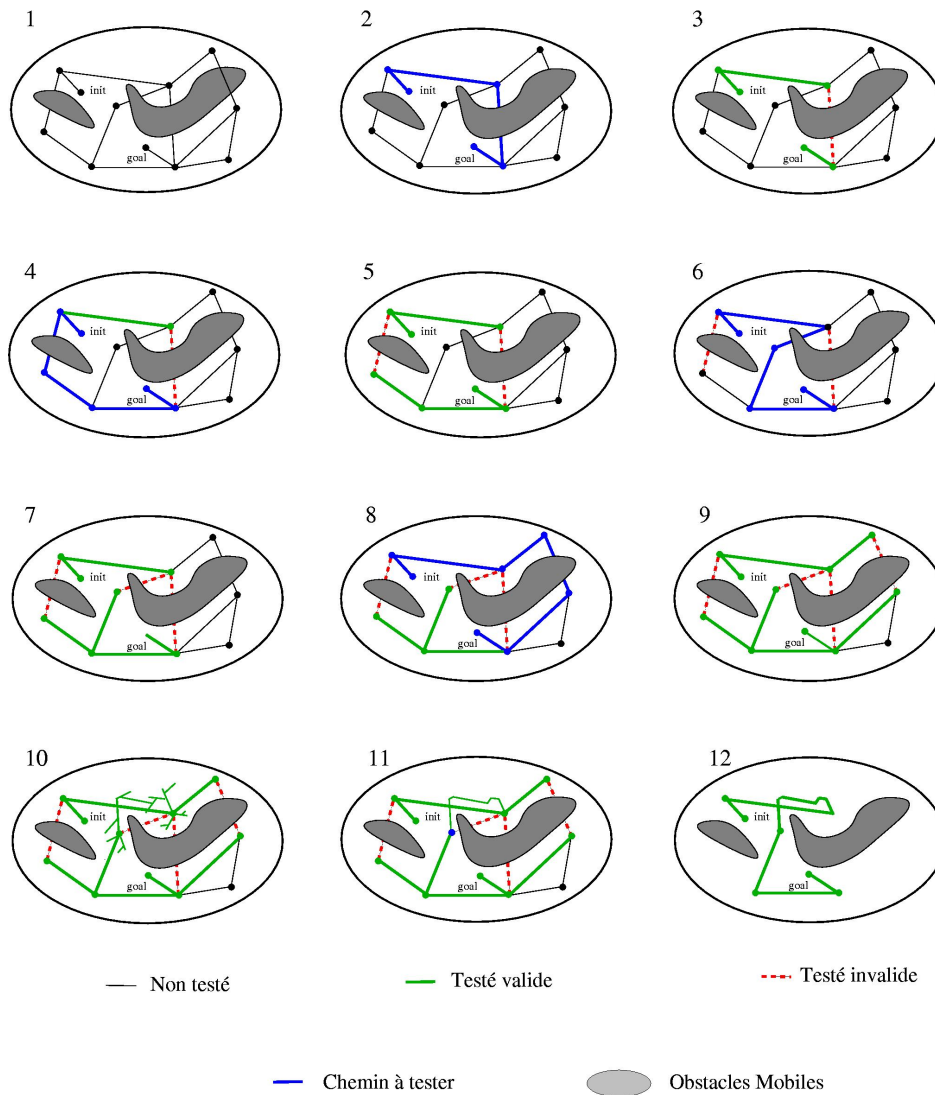 1
2
3
init
goal
init
goal
init
goal
4
5
6
init
goal
init
goal
init
goal
7
8
9
init
goal
init
goal
init
goal
10
11
12
init
goal
init
goal
init
goal
Non testé
Testé valide
Testé invalide
Chemin à tester
Obstacles Mobiles